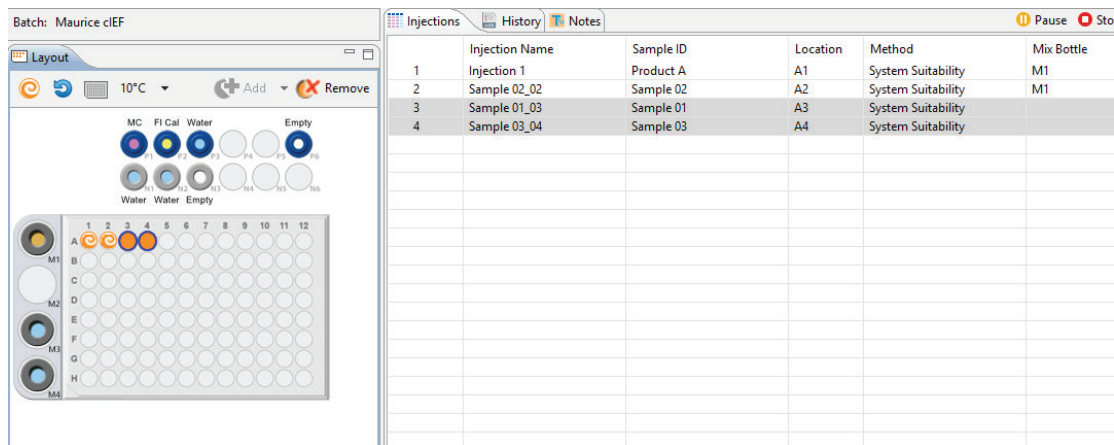 Batch: Maurice cIEF
Layout
10°C Add Remove
MC FI Cal Water Empty
P1 P2 P3 P4 P5 P6
N1 N2 N3 N4 N5 N6
Water Water Empty
1 2 3 4 5 6 7 8 9 10 11 12
A
B
C
D
E
F
G
H
M1
M2
M3
M4
Injections History Notes Pause Sto
Injection Name Sample ID Location Method Mix Bottle
1 Injection 1 Product A A1 System Suitability M1
2 Sample 02_02 Sample 02 A2 System Suitability M1
3 Sample 01_03 Sample 01 A3 System Suitability
4 Sample 03_04 Sample 03 A4 System Suitability